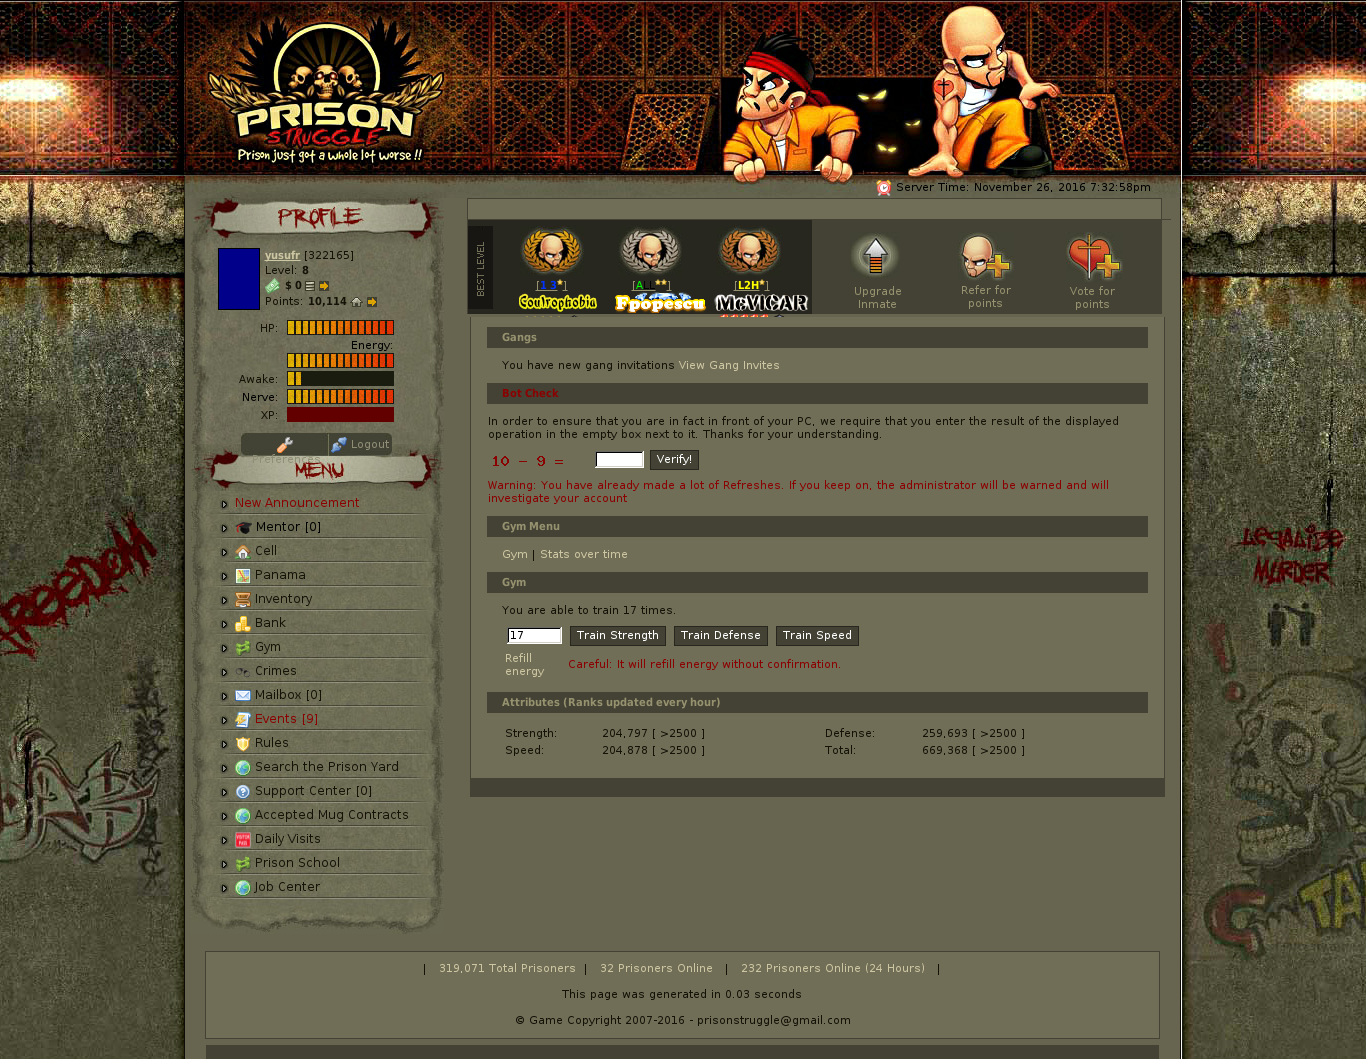 PRISON
STRUGGLE
Prison just got a whole lot worse !!
Server Time: November 26, 2016 7:32:58pm
PROFILE
yusufr [322165]
Level: 8
$ 0
Points: 10,114
HP:
Energy:
Awake:
Nerve:
XP:
Preferences
Logout
MENU
New Announcement
Mentor [0]
Cell
Panama
Inventory
Bank
Gym
Crimes
Mailbox [0]
Events [9]
Rules
Search the Prison Yard
Support Center [0]
Accepted Mug Contracts
Daily Visits
Prison School
Job Center
BEST LEVEL
Coutrophobia
Fpopescu
[L2H*]
McVICAR
Upgrade
Inmate
Refer for
points
Vote for
points
Gangs
You have new gang invitations View Gang Invites
Bot Check
In order to ensure that you are in fact in front of your PC, we require that you enter the result of the displayed
operation in the empty box next to it. Thanks for your understanding.
10 - 9 =
Verify!
Warning: You have already made a lot of Refreshes. If you keep on, the administrator will be warned and will
investigate your account
Gym Menu
Gym | Stats over time
Gym
You are able to train 17 times.
17 Train Strength Train Defense Train Speed
Refill
energy
Careful: It will refill energy without confirmation.
Attributes (Ranks updated every hour)
Strength: 204,797 [ >2500 ] Defense: 259,693 [ >2500 ]
Speed: 204,878 [ >2500 ] Total: 669,368 [ >2500 ]
| 319,071 Total Prisoners | 32 Prisoners Online | 232 Prisoners Online (24 Hours) |
This page was generated in 0.03 seconds
© Game Copyright 2007-2016 - prisonstruggle@gmail.com
REEDOM
LEGALIZE
MURDER